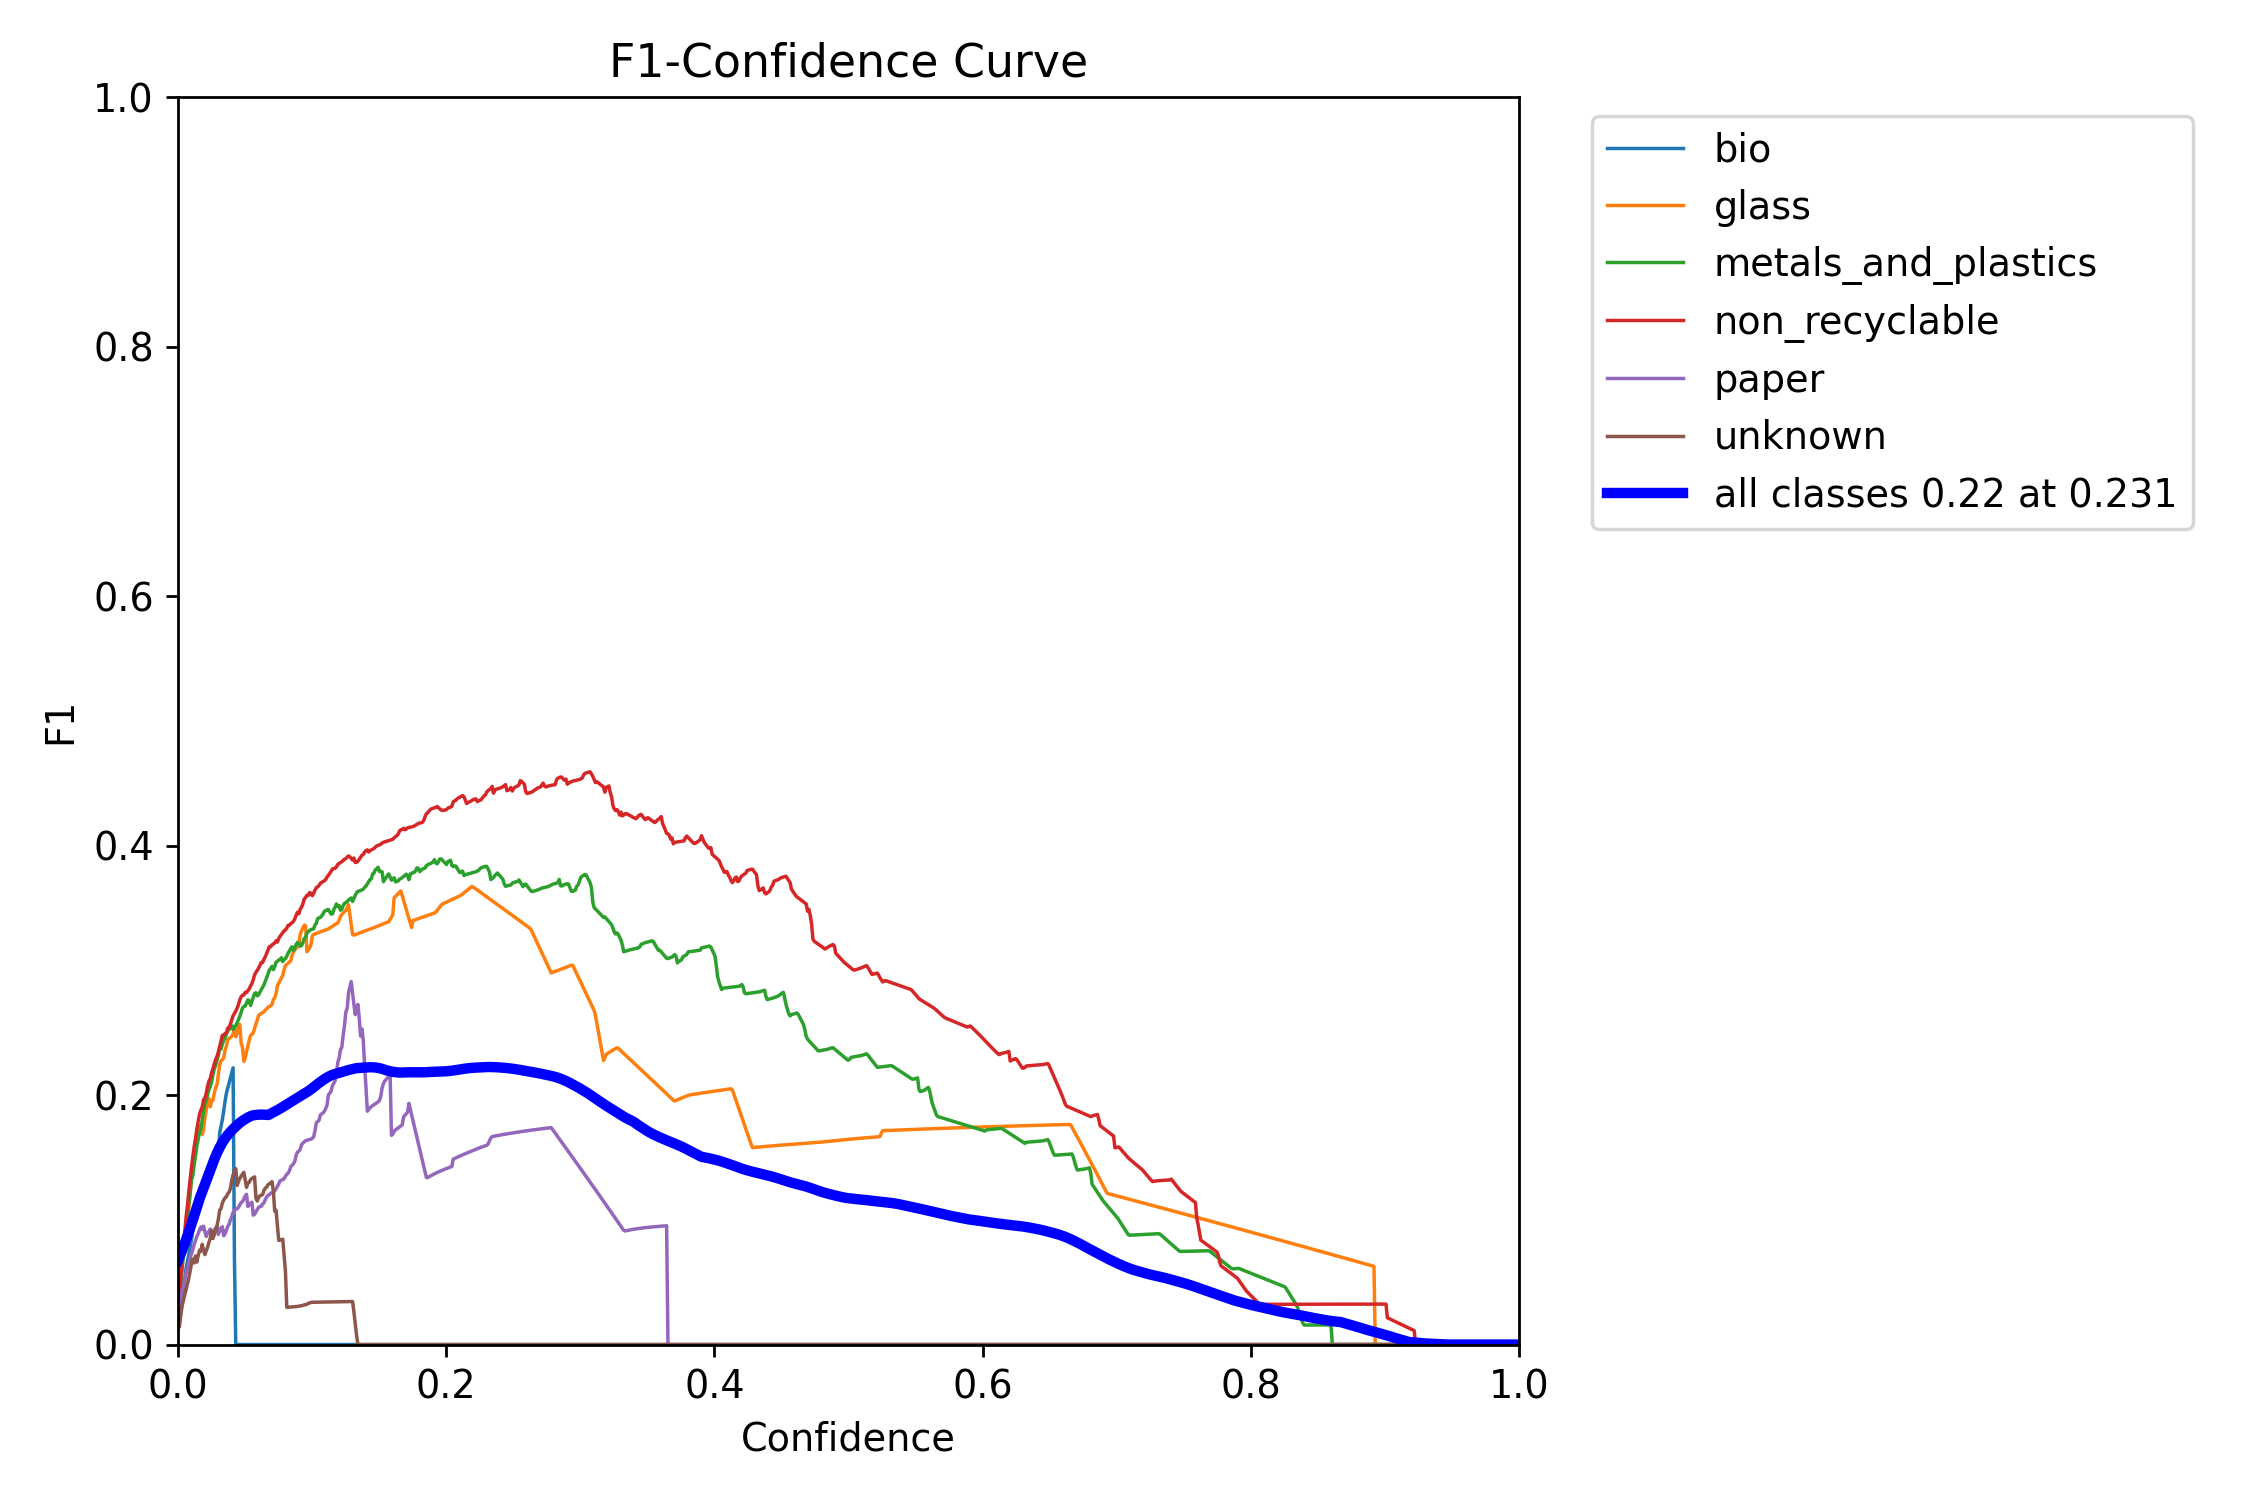 F1-Confidence Curve
1.0
0.8
0.6
0.4
0.2
0.0
F1
0.0 0.2 0.4 0.6 0.8 1.0
Confidence
bio
glass
metals_and_plastics
non_recyclable
paper
unknown
all classes 0.22 at 0.231